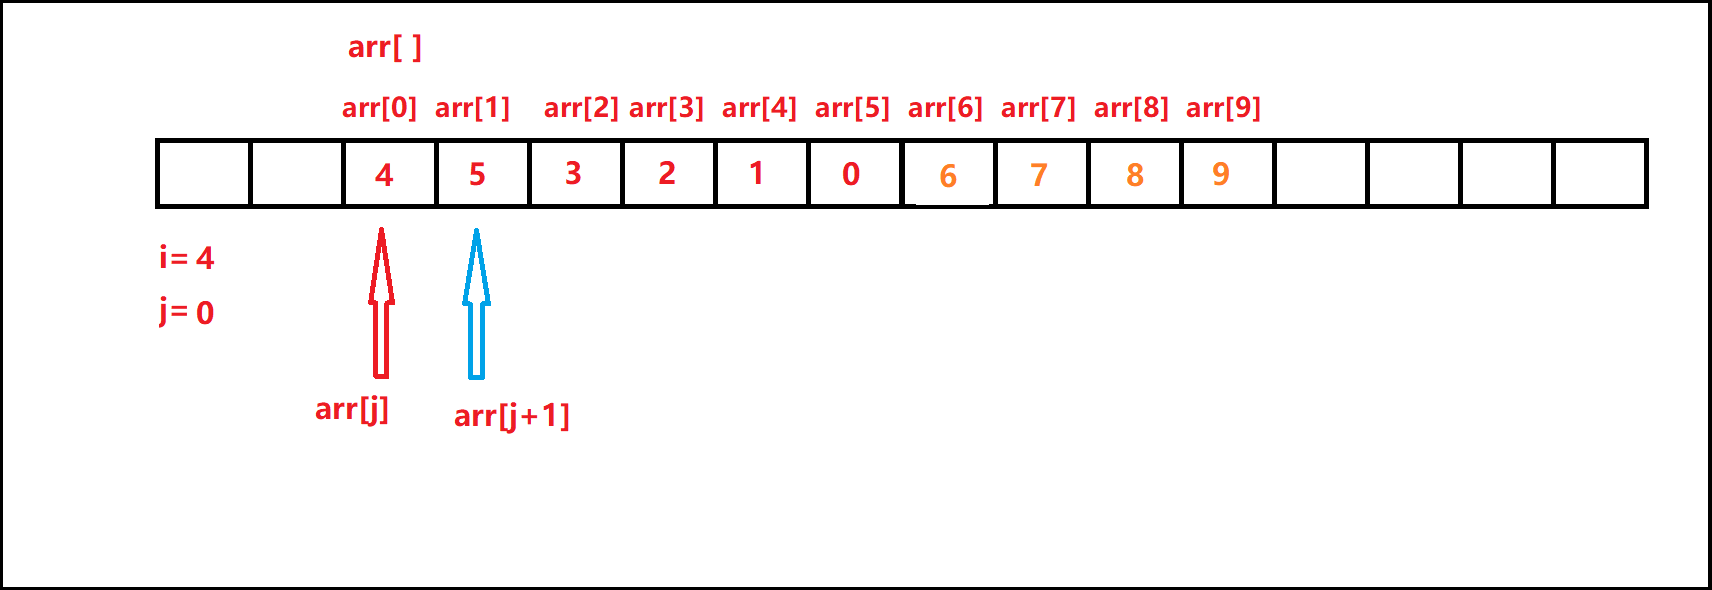 arr[ ]
arr[0] arr[1] arr[2] arr[3] arr[4] arr[5] arr[6] arr[7] arr[8] arr[9]
4 5 3 2 1 0 6 7 8 9
i= 4
j= 0
arr[j] arr[j+1]